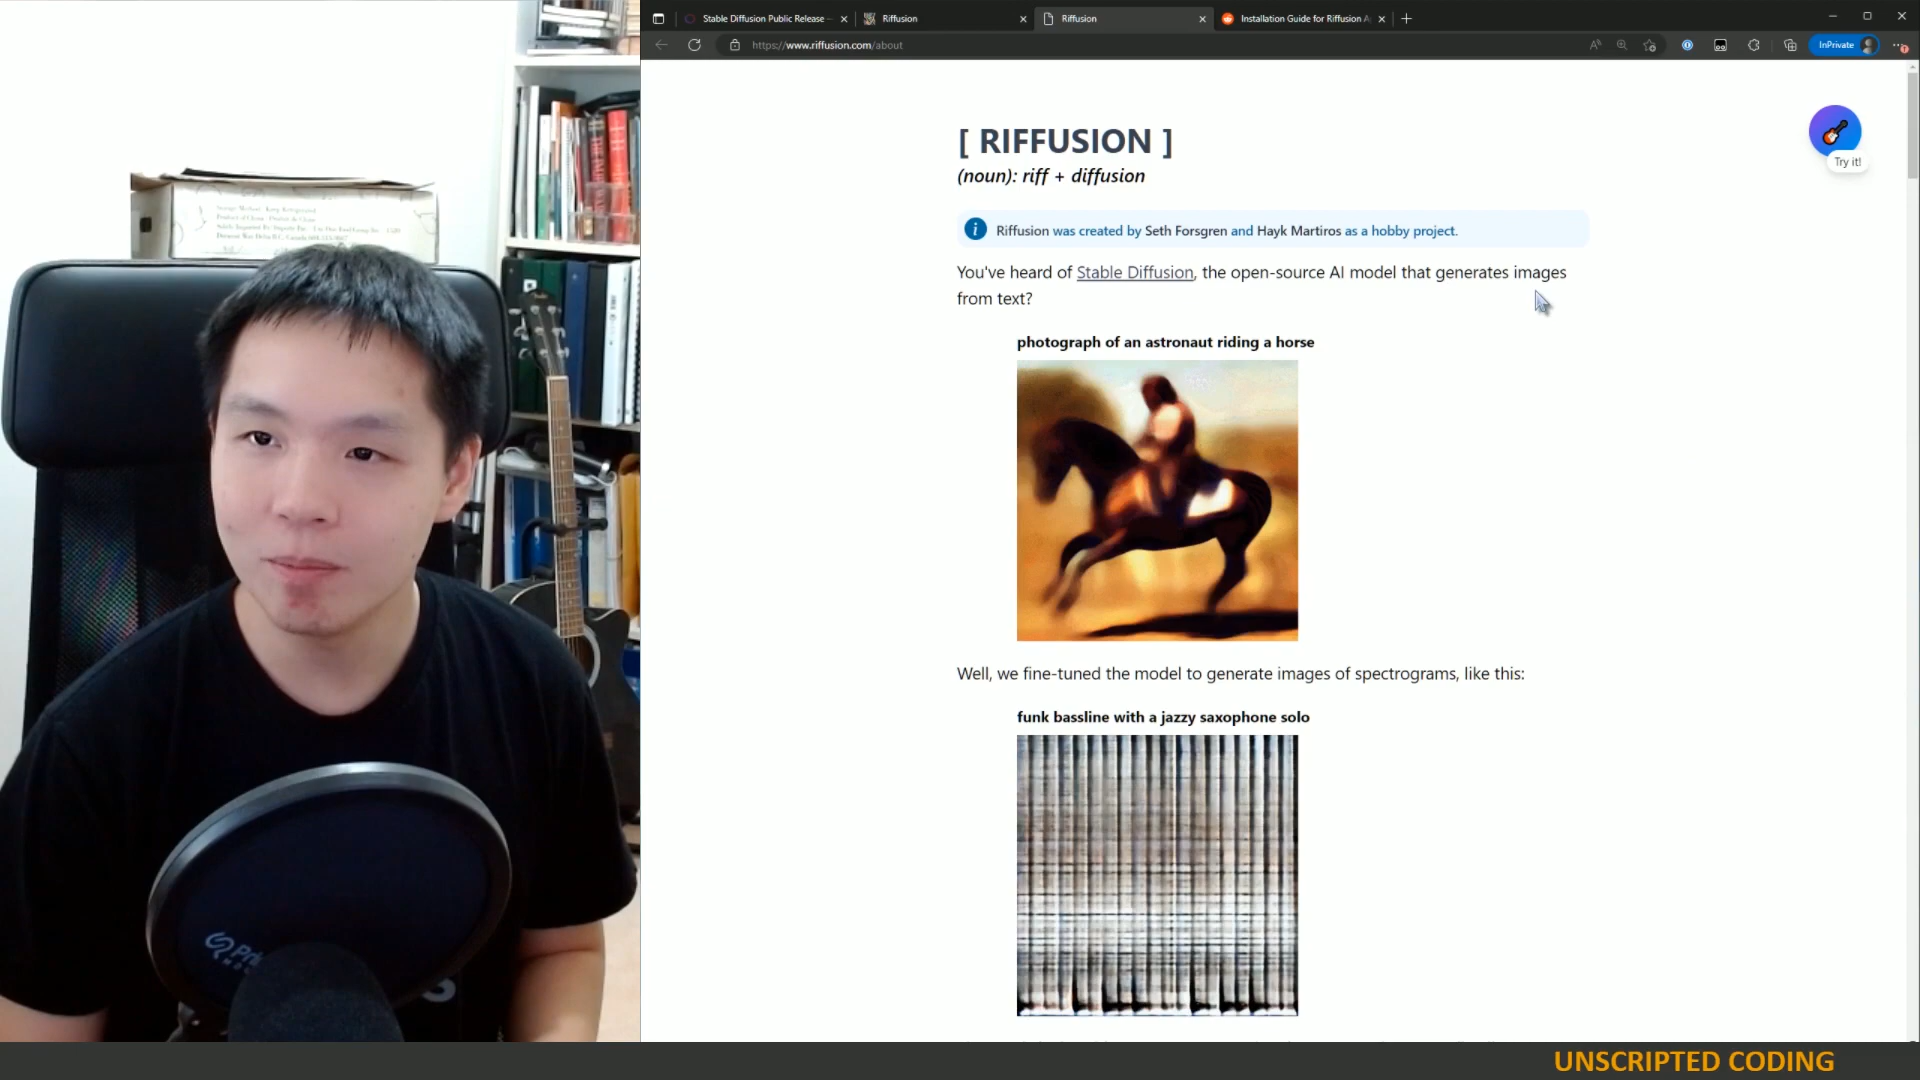 Stable Diffusion Public Release
Riffusion
Riffusion
Installation Guide for Riffusion A
https://www.riffusion.com/about
InPrivate
[ RIFFUSION ]
(noun): riff + diffusion
Try it!
Riffusion was created by Seth Forsgren and Hayk Martiros as a hobby project.
You've heard of Stable Diffusion, the open-source AI model that generates images
from text?
photograph of an astronaut riding a horse
Well, we fine-tuned the model to generate images of spectrograms, like this:
funk bassline with a jazzy saxophone solo
UNSCRIPTED CODING